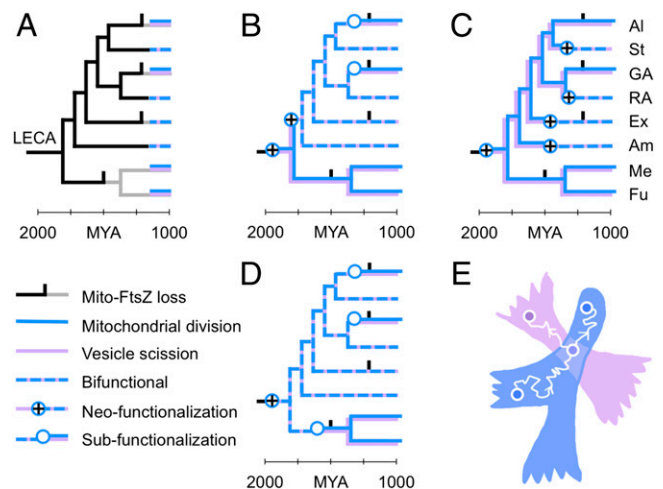 A
B
C
Al
St
GA
RA
Ex
Am
Me
Fu
LECA
2000 MYA 1000
2000 MYA 1000
2000 MYA 1000
D
E
Mito-FtsZ loss
Mitochondrial division
Vesicle scission
Bifunctional
Neo-functionalization
Sub-functionalization
2000 MYA 1000